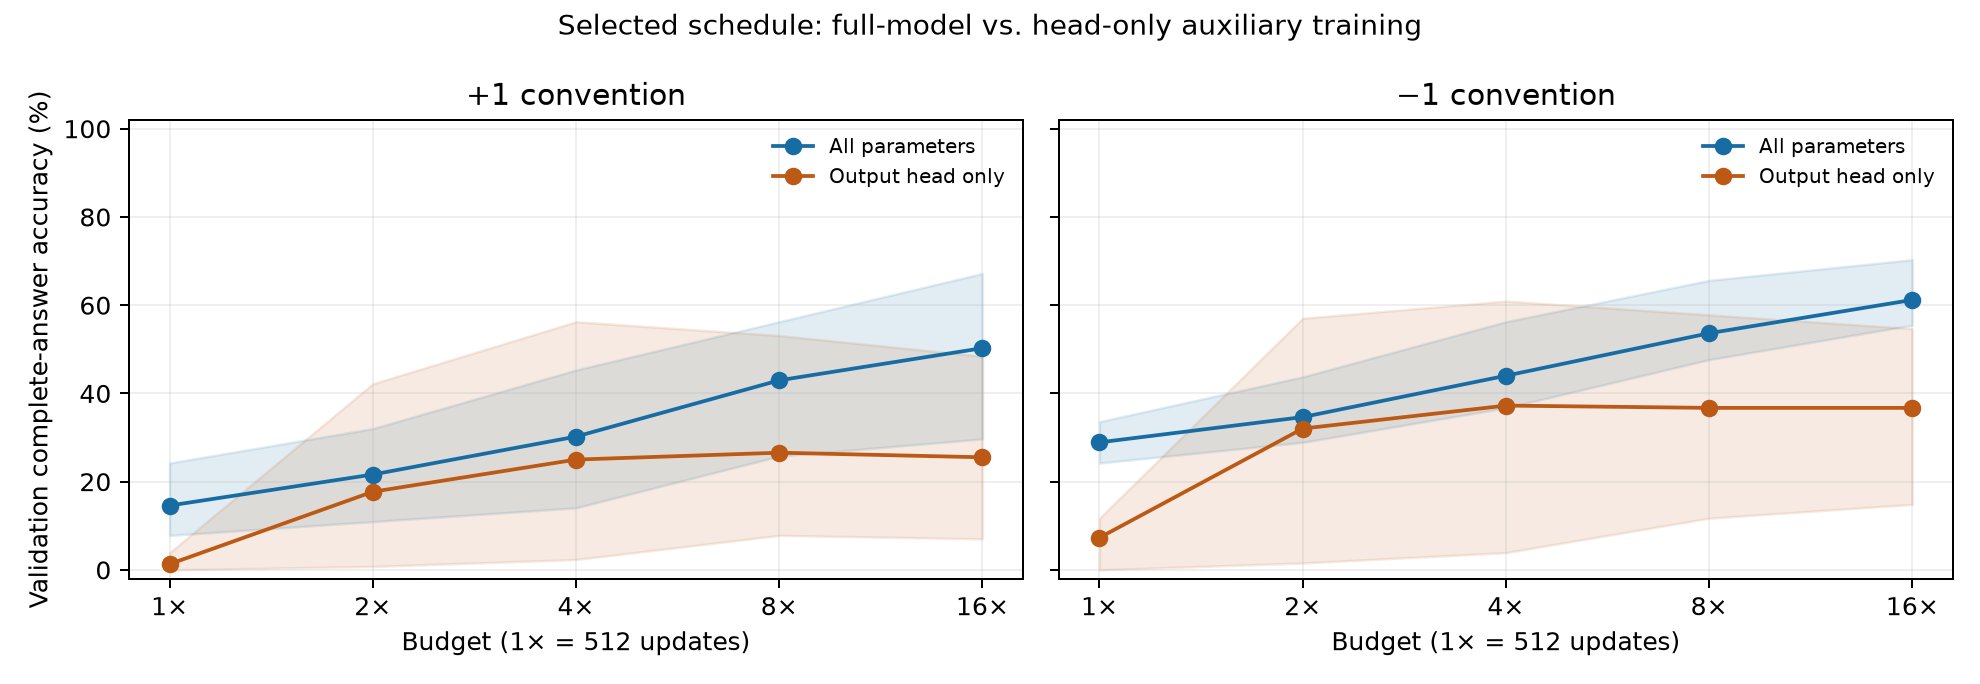 Selected schedule: full-model vs. head-only auxiliary training
+1 convention
Validation complete-answer accuracy (%)
100
80
60
40
20
0
All parameters
Output head only
1×
2×
4×
8×
16×
Budget (1× = 512 updates)
−1 convention
All parameters
Output head only
1×
2×
4×
8×
16×
Budget (1× = 512 updates)